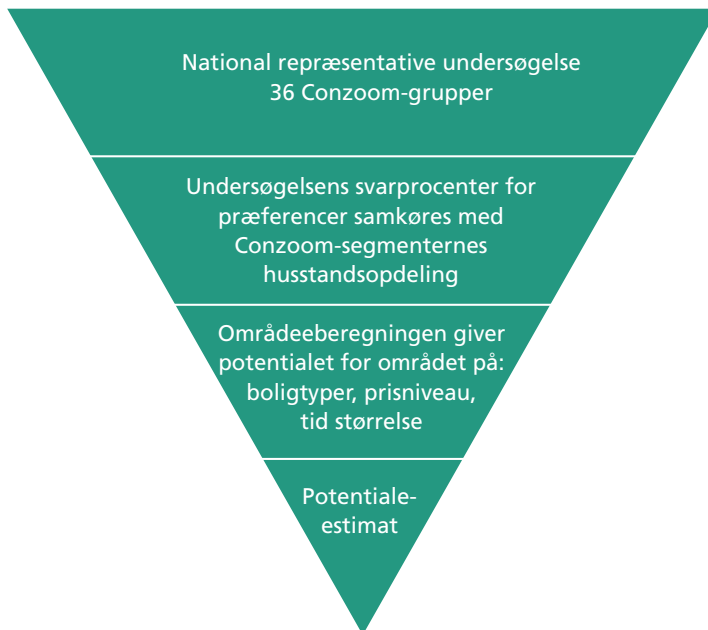 National repræsentative undersøgelse
36 Conzoom-grupper
Undersøgelsens svarprocenter for
præferencer samkøres med
Conzoom-segmenternes
husstandsopdeling
Områdeeberegningen giver
potentialet for området på:
boligtyper, prisniveau,
tid størrelse
Potentiale-
estimat